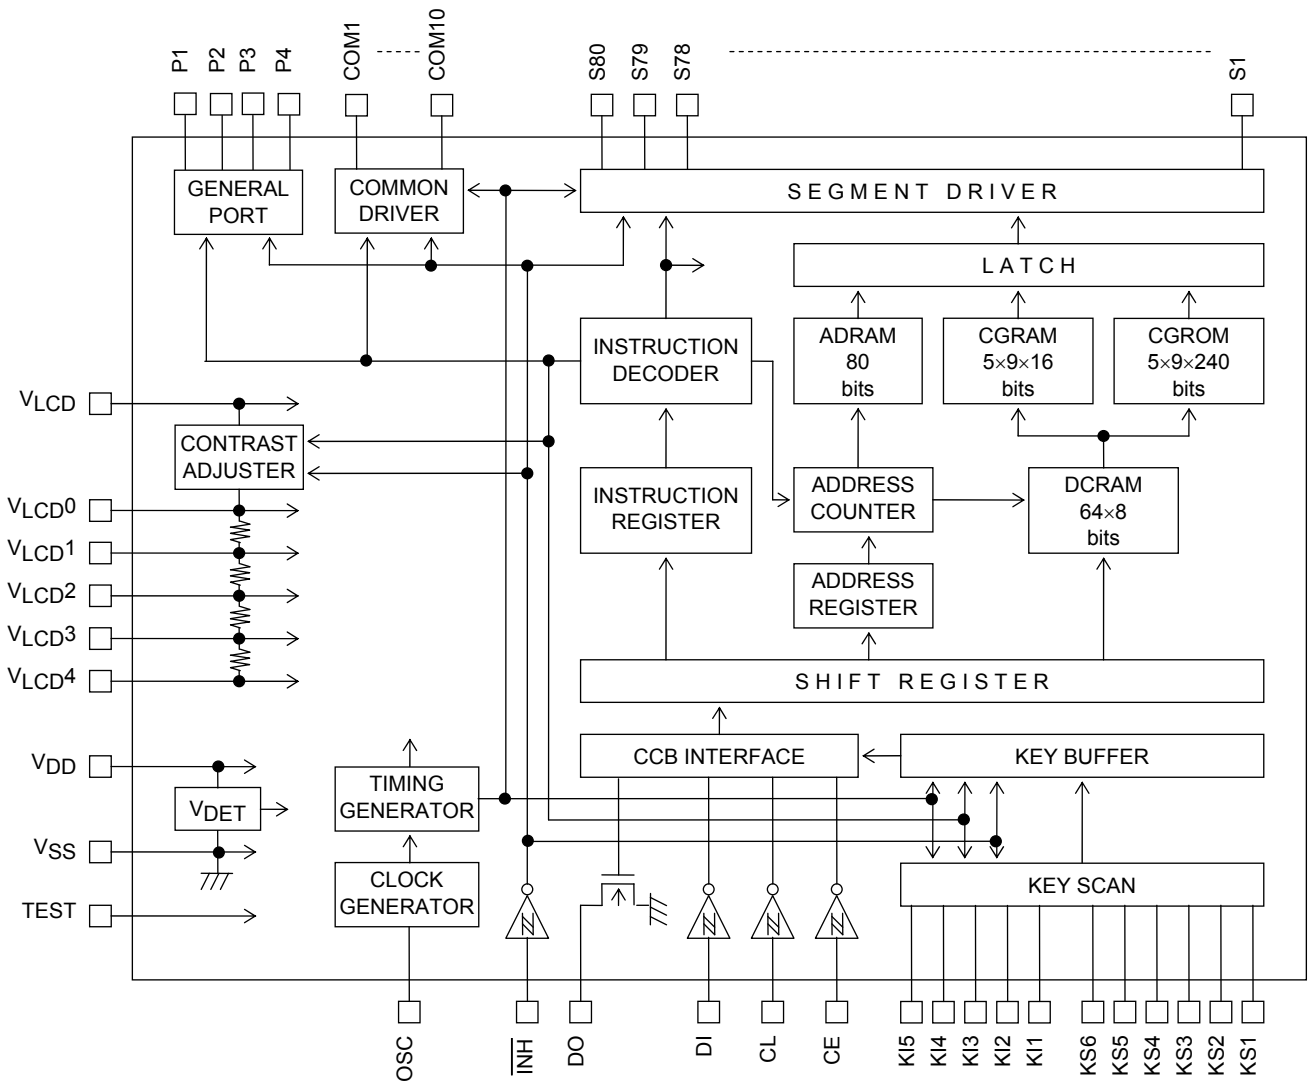 P1
P2
P3
P4
COM1
COM10
S80
S79
S78
S1
GENERAL
PORT
COMMON
DRIVER
SEGMENT DRIVER
LATCH
INSTRUCTION
DECODER
ADRAM
80
bits
CGRAM
5×9×16
bits
CGROM
5×9×240
bits
VLCD
CONTRAST
ADJUSTER
INSTRUCTION
REGISTER
ADDRESS
COUNTER
DCRAM
64×8
bits
VLCD0
VLCD1
VLCD2
VLCD3
VLCD4
ADDRESS
REGISTER
SHIFT REGISTER
CCB INTERFACE
KEY BUFFER
VDD
VDET
VSS
TEST
TIMING
GENERATOR
CLOCK
GENERATOR
KEY SCAN
OSC
INH
DO
DI
CL
CE
KI5
KI4
KI3
KI2
KI1
KS6
KS5
KS4
KS3
KS2
KS1